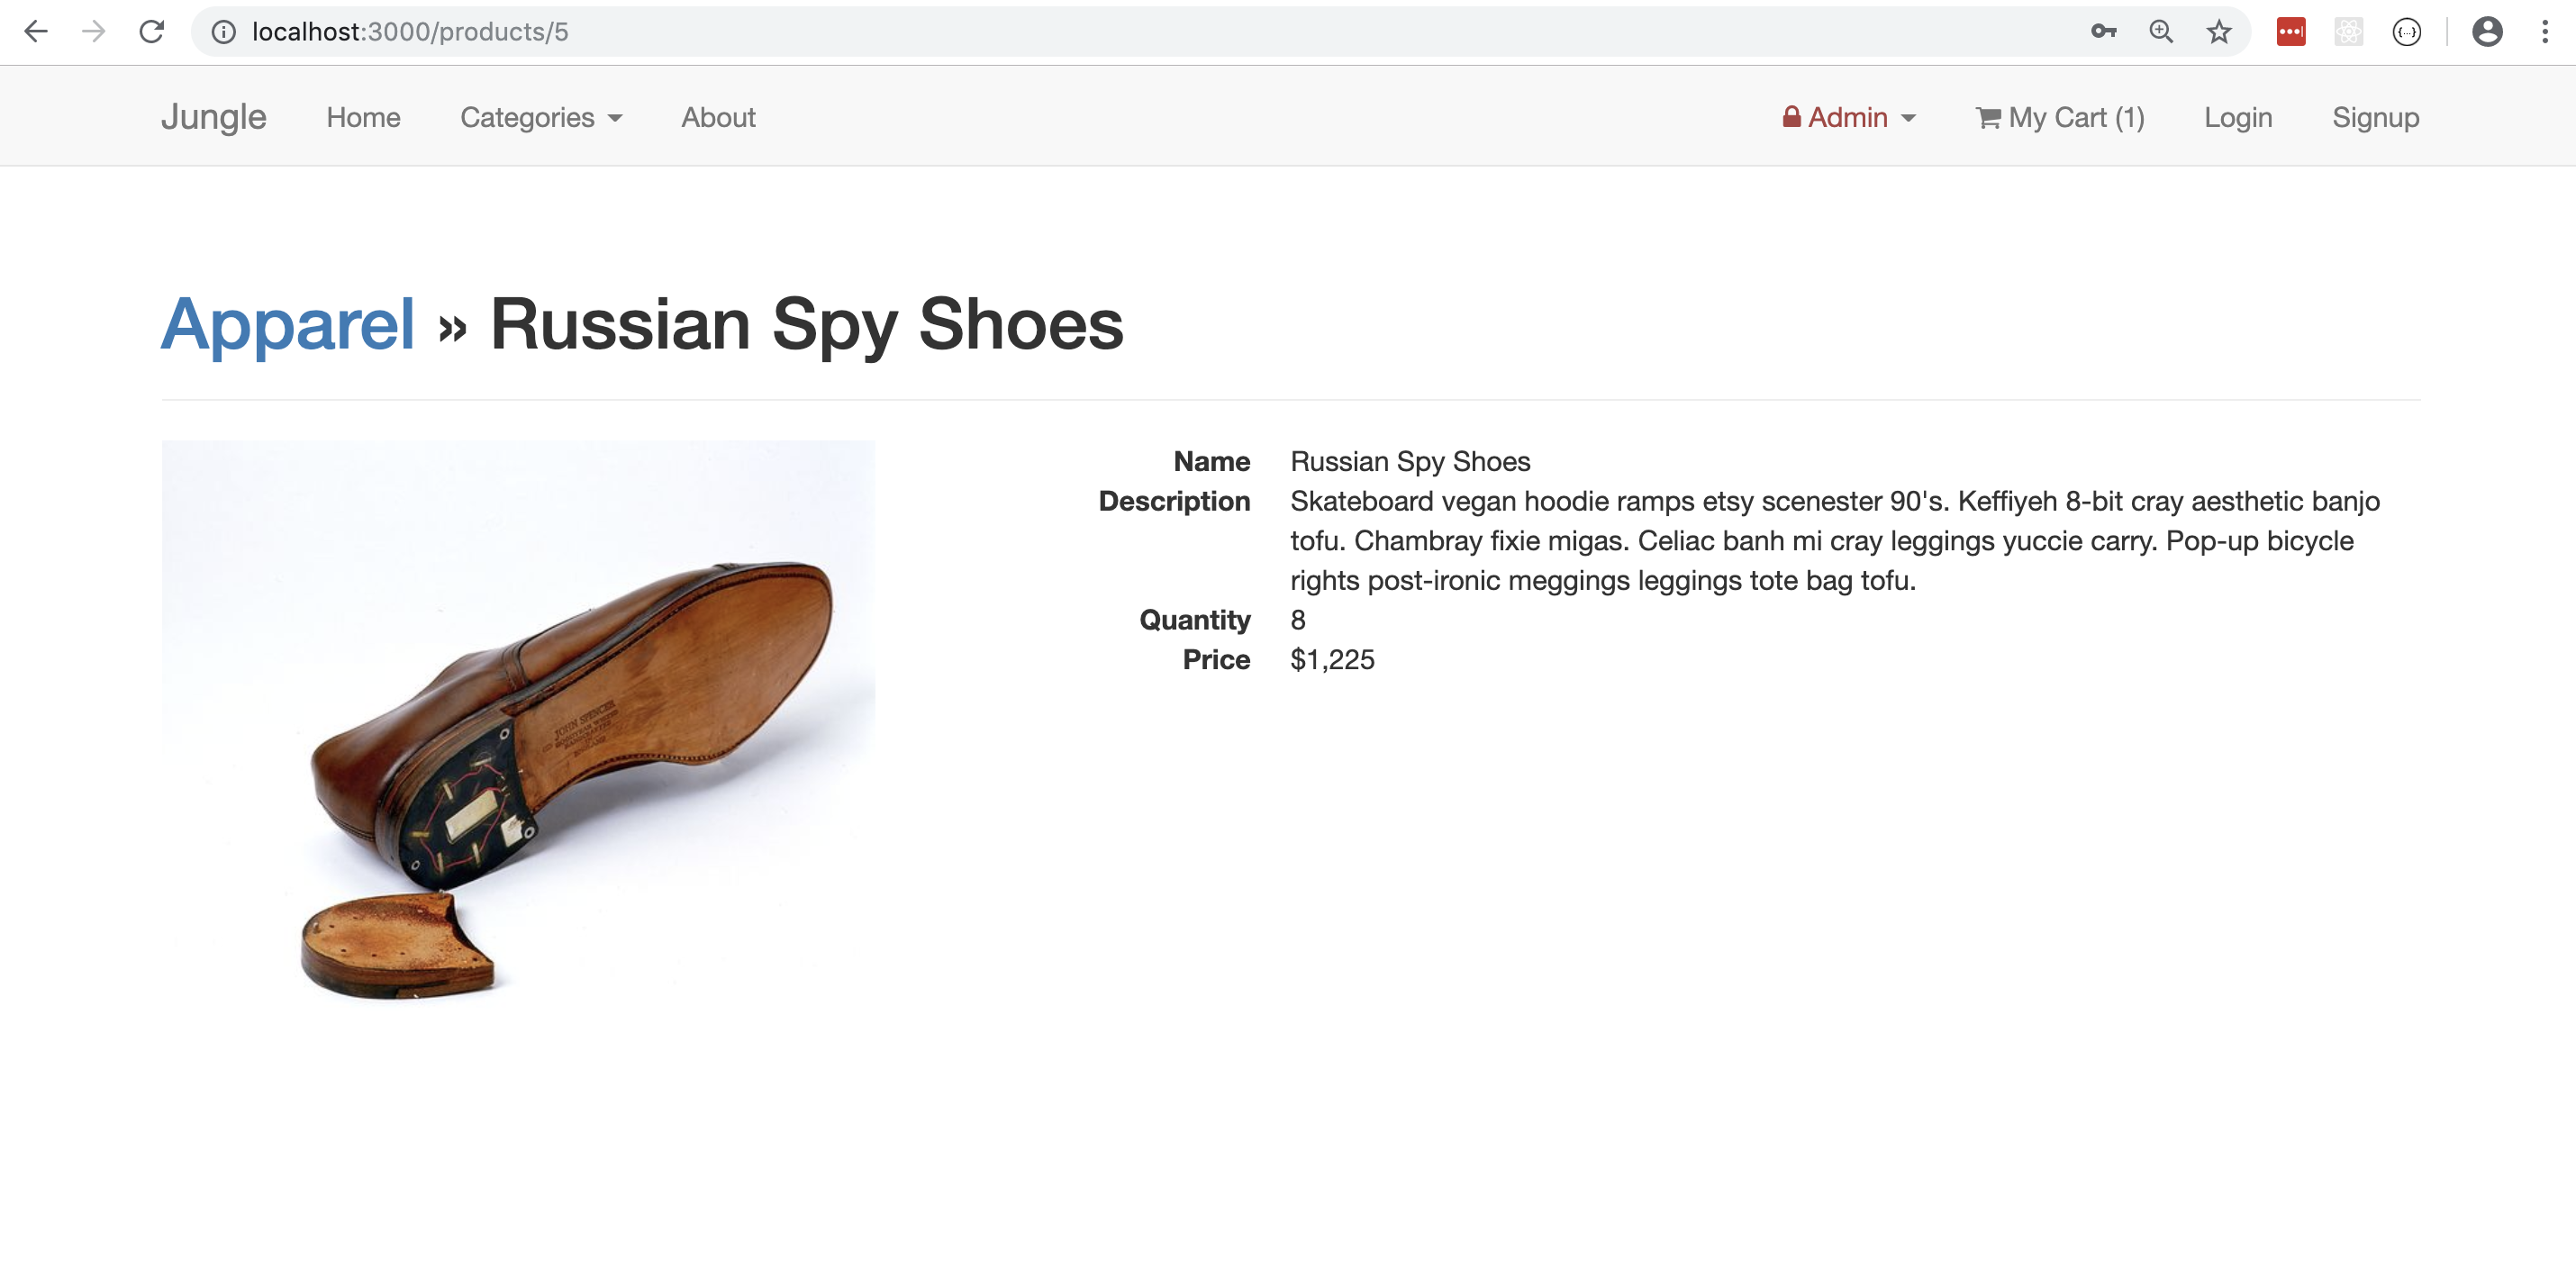 localhost:3000/products/5
Jungle Home Categories About Admin My Cart (1) Login Signup
Apparel » Russian Spy Shoes
Name Russian Spy Shoes
Description Skateboard vegan hoodie ramps etsy scenester 90's. Keffiyeh 8-bit cray aesthetic banjo
tofu. Chambray fixie migas. Celiac banh mi cray leggings yuccie carry. Pop-up bicycle
rights post-ironic meggings leggings tote bag tofu.
Quantity 8
Price $1,225
JOHN SPENCER
ENGLAND